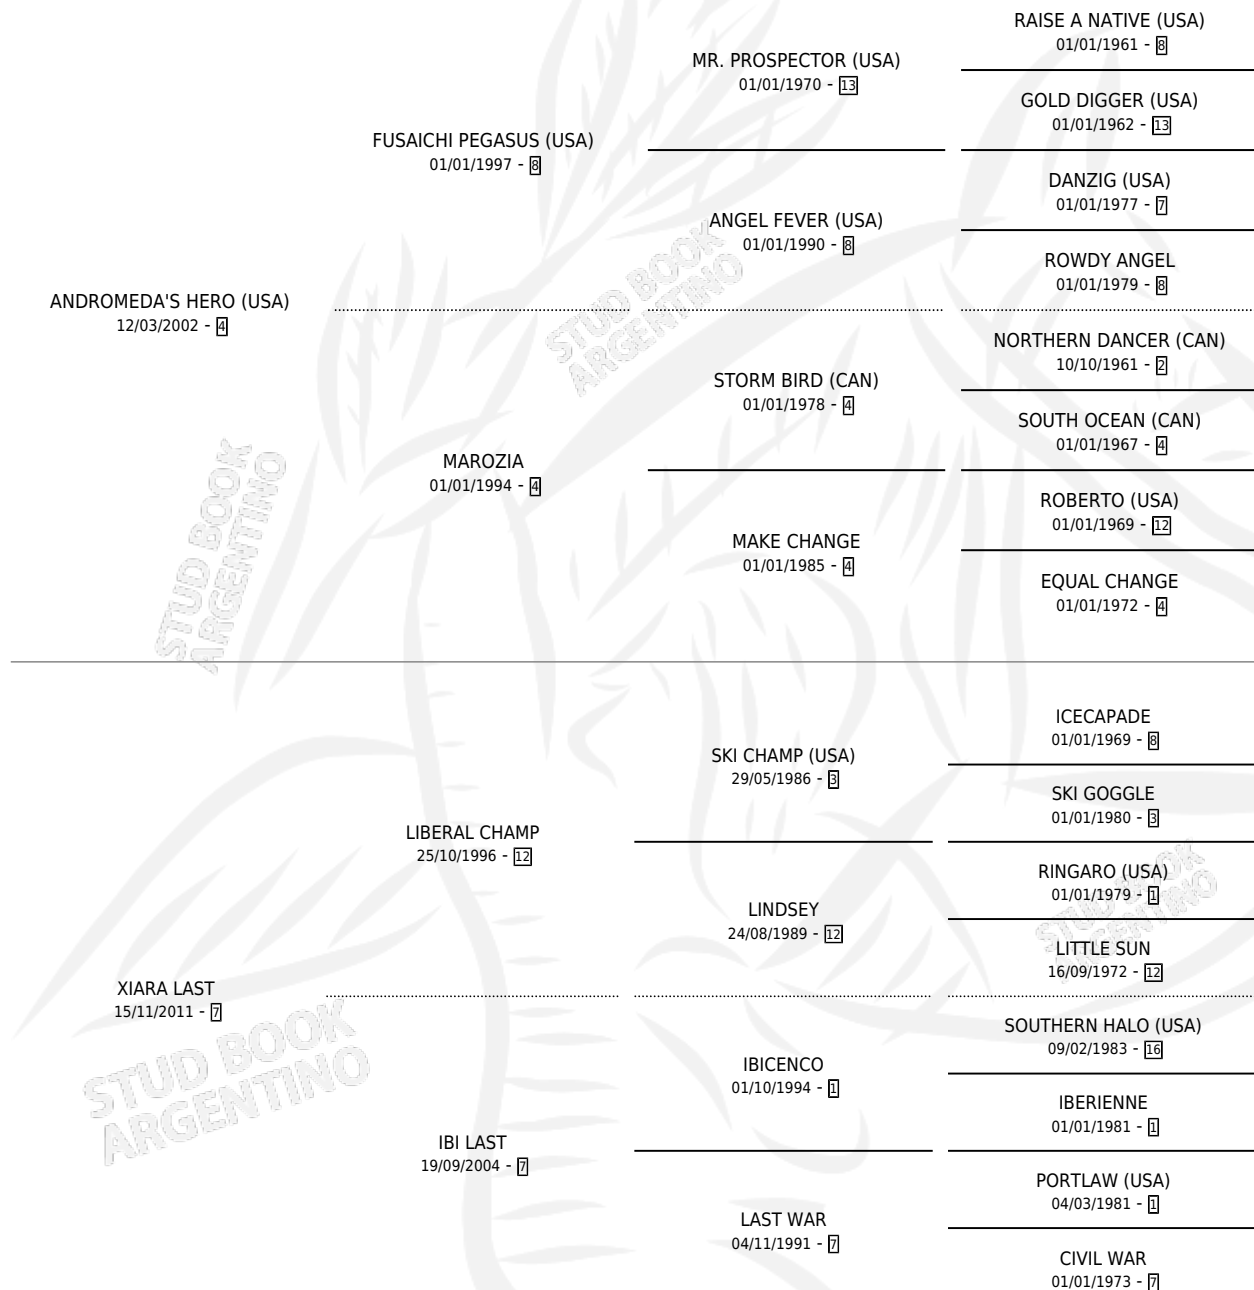 RAISE A NATIVE (USA)
01/01/1961 - 8
MR. PROSPECTOR (USA)
01/01/1970 - 13
GOLD DIGGER (USA)
01/01/1962 - 13
FUSAICHI PEGASUS (USA)
01/01/1997 - 8
DANZIG (USA)
01/01/1977 - 7
ANGEL FEVER (USA)
01/01/1990 - 8
ROWDY ANGEL
01/01/1979 - 8
ANDROMEDA'S HERO (USA)
12/03/2002 - 4
NORTHERN DANCER (CAN)
10/10/1961 - 2
STORM BIRD (CAN)
01/01/1978 - 4
SOUTH OCEAN (CAN)
01/01/1967 - 4
MAROZIA
01/01/1994 - 4
ROBERTO (USA)
01/01/1969 - 12
MAKE CHANGE
01/01/1985 - 4
EQUAL CHANGE
01/01/1972 - 4
ICECAPADE
01/01/1969 - 8
SKI CHAMP (USA)
29/05/1986 - 3
SKI GOGGLE
01/01/1980 - 3
LIBERAL CHAMP
25/10/1996 - 12
RINGARO (USA)
01/01/1979 - 1
LINDSEY
24/08/1989 - 12
LITTLE SUN
16/09/1972 - 12
XIARA LAST
15/11/2011 - 7
SOUTHERN HALO (USA)
09/02/1983 - 16
IBICENCO
01/10/1994 - 1
IBERIENNE
01/01/1981 - 1
IBI LAST
19/09/2004 - 7
PORTLAW (USA)
04/03/1981 - 1
LAST WAR
04/11/1991 - 7
CIVIL WAR
01/01/1973 - 7
STUD BOOK
ARGENTINO
STUD BOOK
ARGENTINO
STUD BOOK
ARGENTINO
STUD BOOK
ARGENTINO